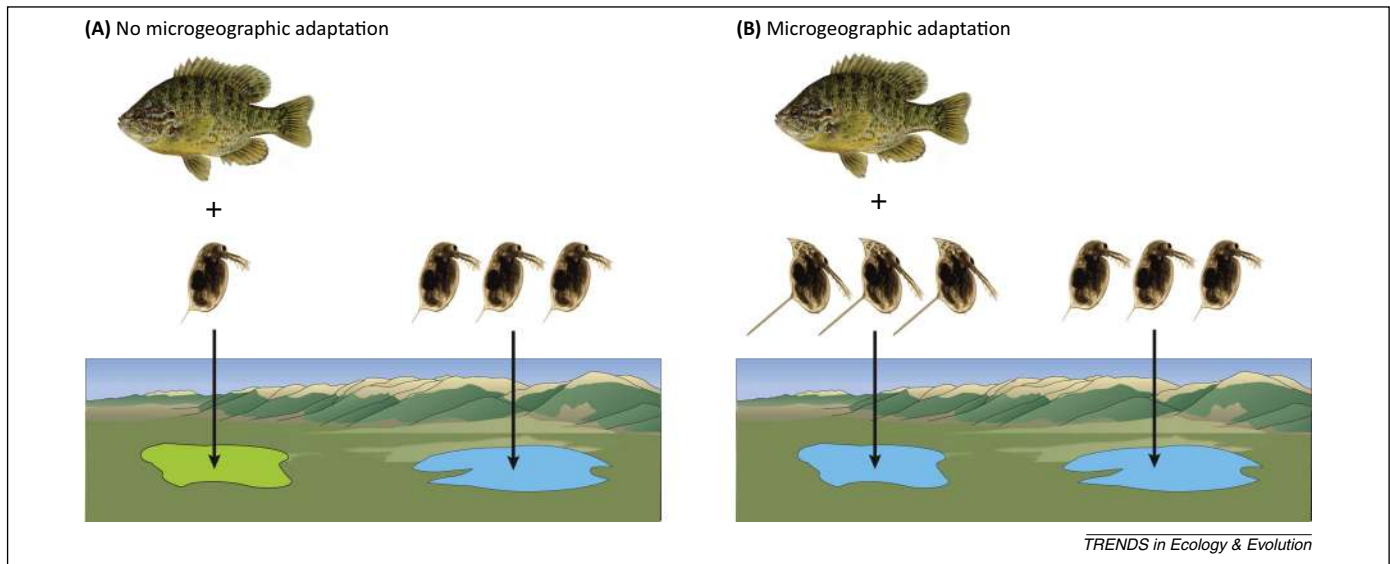 (A) No microgeographic adaptation
(B) Microgeographic adaptation
+
+
TRENDS in Ecology & Evolution